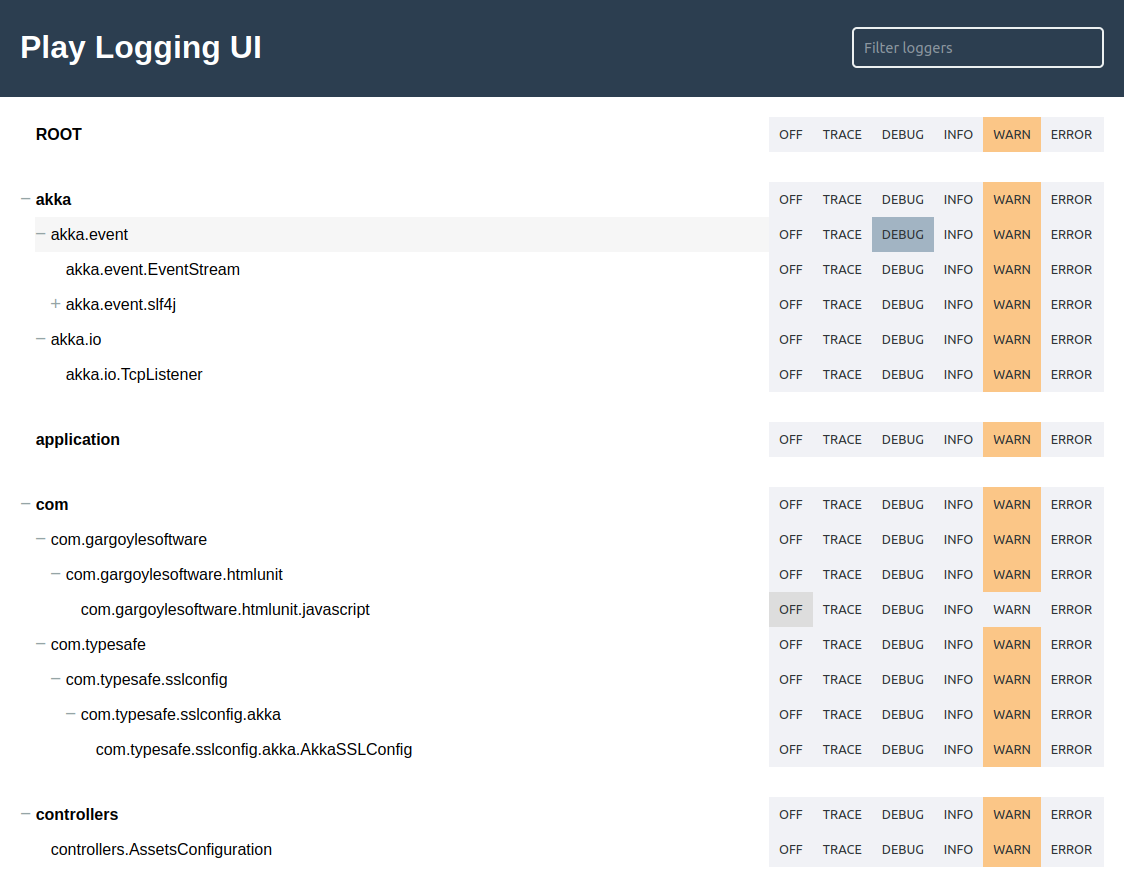 Play Logging UI Filter loggers
ROOT OFF TRACE DEBUG INFO WARN ERROR
− akka OFF TRACE DEBUG INFO WARN ERROR
− akka.event OFF TRACE DEBUG INFO WARN ERROR
akka.event.EventStream OFF TRACE DEBUG INFO WARN ERROR
+ akka.event.slf4j OFF TRACE DEBUG INFO WARN ERROR
− akka.io OFF TRACE DEBUG INFO WARN ERROR
akka.io.TcpListener OFF TRACE DEBUG INFO WARN ERROR
application OFF TRACE DEBUG INFO WARN ERROR
− com OFF TRACE DEBUG INFO WARN ERROR
− com.gargoylesoftware OFF TRACE DEBUG INFO WARN ERROR
− com.gargoylesoftware.htmlunit OFF TRACE DEBUG INFO WARN ERROR
com.gargoylesoftware.htmlunit.javascript OFF TRACE DEBUG INFO WARN ERROR
− com.typesafe OFF TRACE DEBUG INFO WARN ERROR
− com.typesafe.sslconfig OFF TRACE DEBUG INFO WARN ERROR
− com.typesafe.sslconfig.akka OFF TRACE DEBUG INFO WARN ERROR
com.typesafe.sslconfig.akka.AkkaSSLConfig OFF TRACE DEBUG INFO WARN ERROR
− controllers OFF TRACE DEBUG INFO WARN ERROR
controllers.AssetsConfiguration OFF TRACE DEBUG INFO WARN ERROR